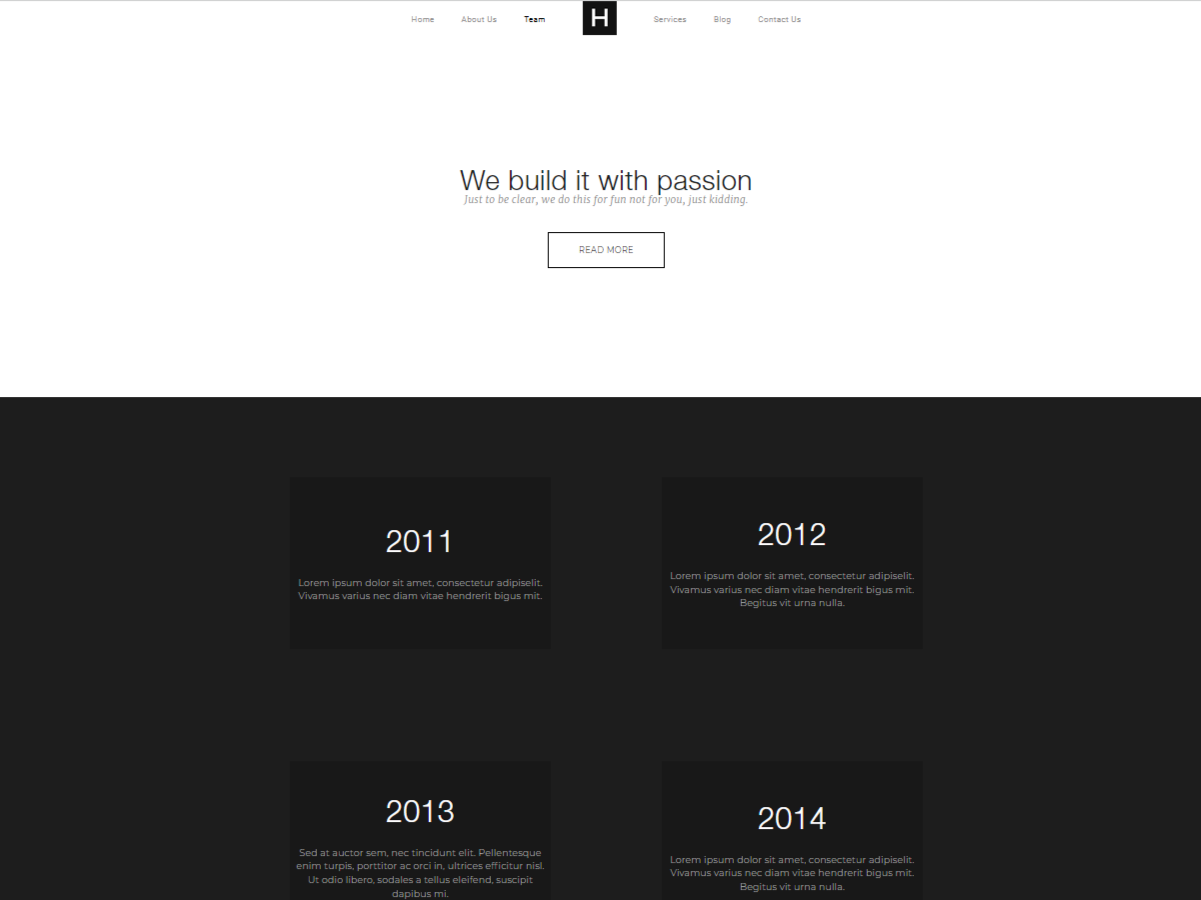 Home About Us Team H Services Blog Contact Us
We build it with passion
Just to be clear, we do this for fun not for you, just kidding.
READ MORE
2011
Lorem ipsum dolor sit amet, consectetur adipiselit.
Vivamus varius nec diam vitae hendrerit bigus mit.
2012
Lorem ipsum dolor sit amet, consectetur adipiselit.
Vivamus varius nec diam vitae hendrerit bigus mit.
Begitus vit urna nulla.
2013
Sed at auctor sem, nec tincidunt elit. Pellentesque
enim turpis, porttitor ac orci in, ultrices efficitur nisl.
Ut odio libero, sodales a tellus eleifend, suscipit
dapibus mi.
2014
Lorem ipsum dolor sit amet, consectetur adipiselit.
Vivamus varius nec diam vitae hendrerit bigus mit.
Begitus vit urna nulla.